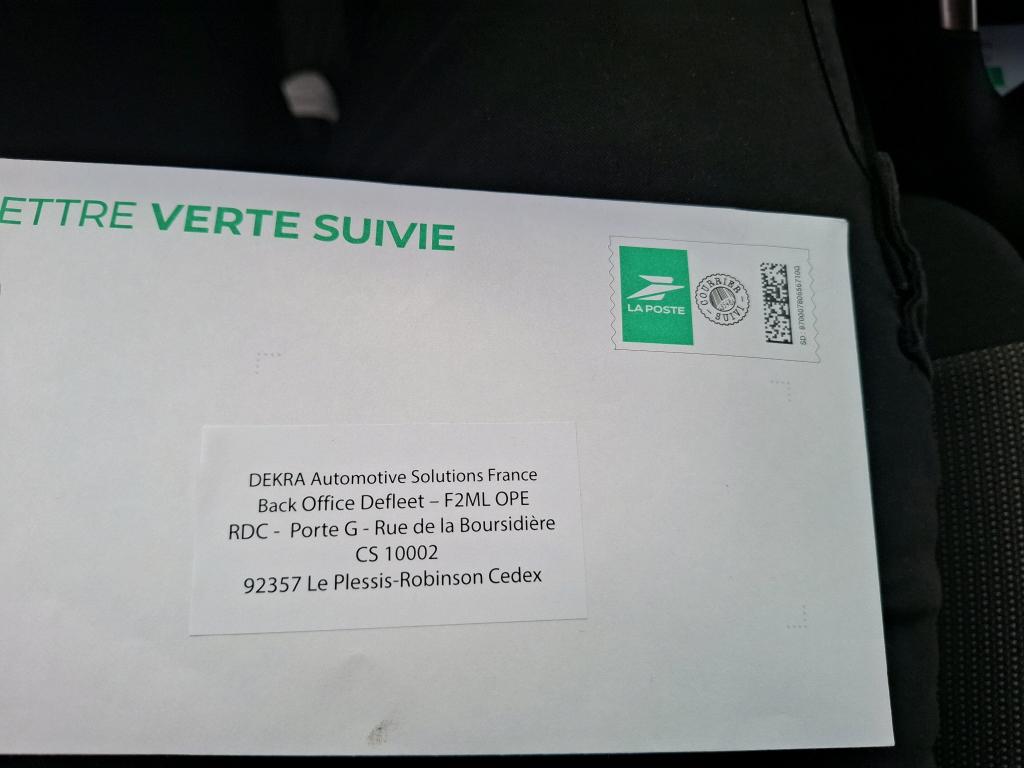 ETTRE VERTE SUIVIE
LA POSTE
COURRIER
SUIVI
DEKRA Automotive Solutions France
Back Office Defleet – F2ML OPE
RDC - Porte G - Rue de la Boursidière
CS 10002
92357 Le Plessis-Robinson Cedex